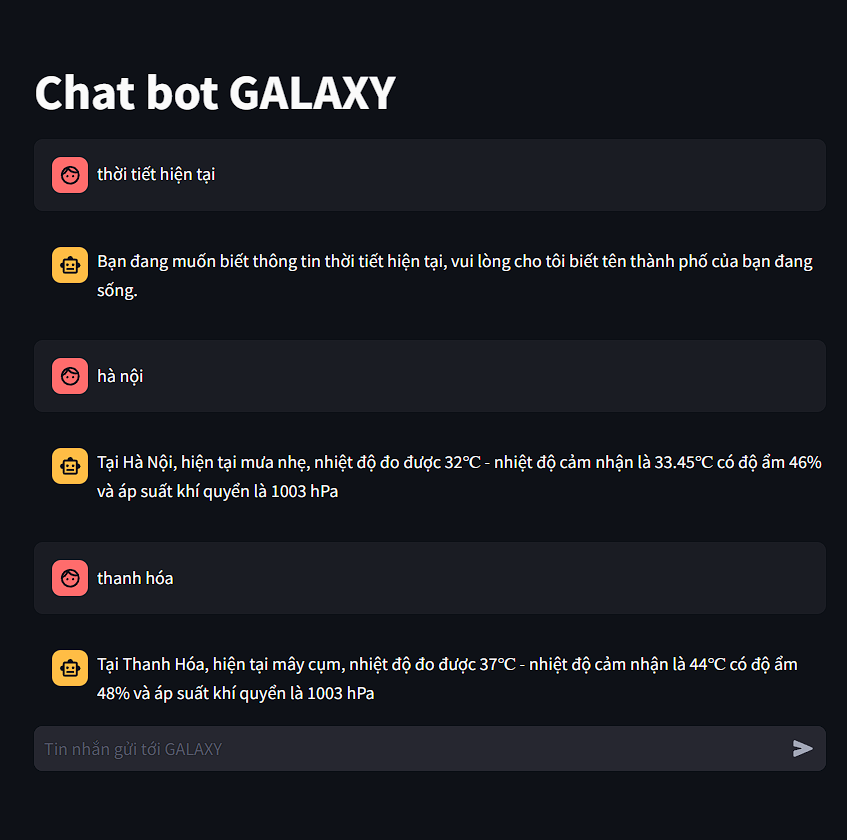 Chat bot GALAXY
thời tiết hiện tại
Bạn đang muốn biết thông tin thời tiết hiện tại, vui lòng cho tôi biết tên thành phố của bạn đang
sống.
hà nội
Tại Hà Nội, hiện tại mưa nhẹ, nhiệt độ đo được 32℃ - nhiệt độ cảm nhận là 33.45℃ có độ ẩm 46%
và áp suất khí quyển là 1003 hPa
thanh hóa
Tại Thanh Hóa, hiện tại mây cụm, nhiệt độ đo được 37℃ - nhiệt độ cảm nhận là 44℃ có độ ẩm
48% và áp suất khí quyển là 1003 hPa
Tin nhắn gửi tới GALAXY